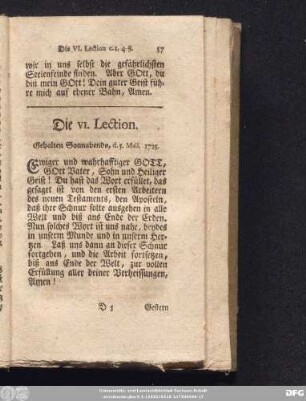 Die VI. Lection c.1. 4-8. 57
wir in uns selbst die gefährlichsten
Seelenfeinde finden. Aber GOtt, du
bin mein GOtt! Dein guter Geist füh-
re mich auf ebener Bahn, Amen.
Die VI. Lection.
Gehalten Sonnabends, d. 5. Maii. 1725.
Ewiger und wahrhafftiger GOTT,
GOtt Vater, Sohn und Heiliger
Geist! Du hast das Wort erfüllet, das
gesaget ist von den ersten Arbeitern
des neuen Testaments, den Aposteln,
daß ihre Schnur solte ausgehen in alle
Welt und biß ans Ende der Erden.
Nun solches Wort ist uns nahe, beydes
in unserm Munde und in unserm Her-
tzen. Laß uns dann an dieser Schnur
fortgehen, und die Arbeit fortsetzen,
biß ans Ende der Welt, zur vollen
Erfüllung aller deiner Verheissungen,
Amen!
D 5 Gestern